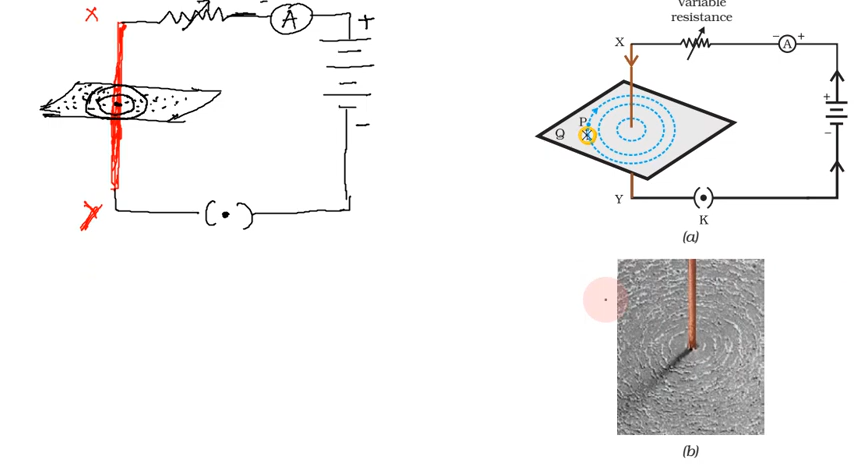 X
A
+
-
Y
Variable
resistance
X
− A +
P
Q
X
+
−
Y
K
(a)
(b)